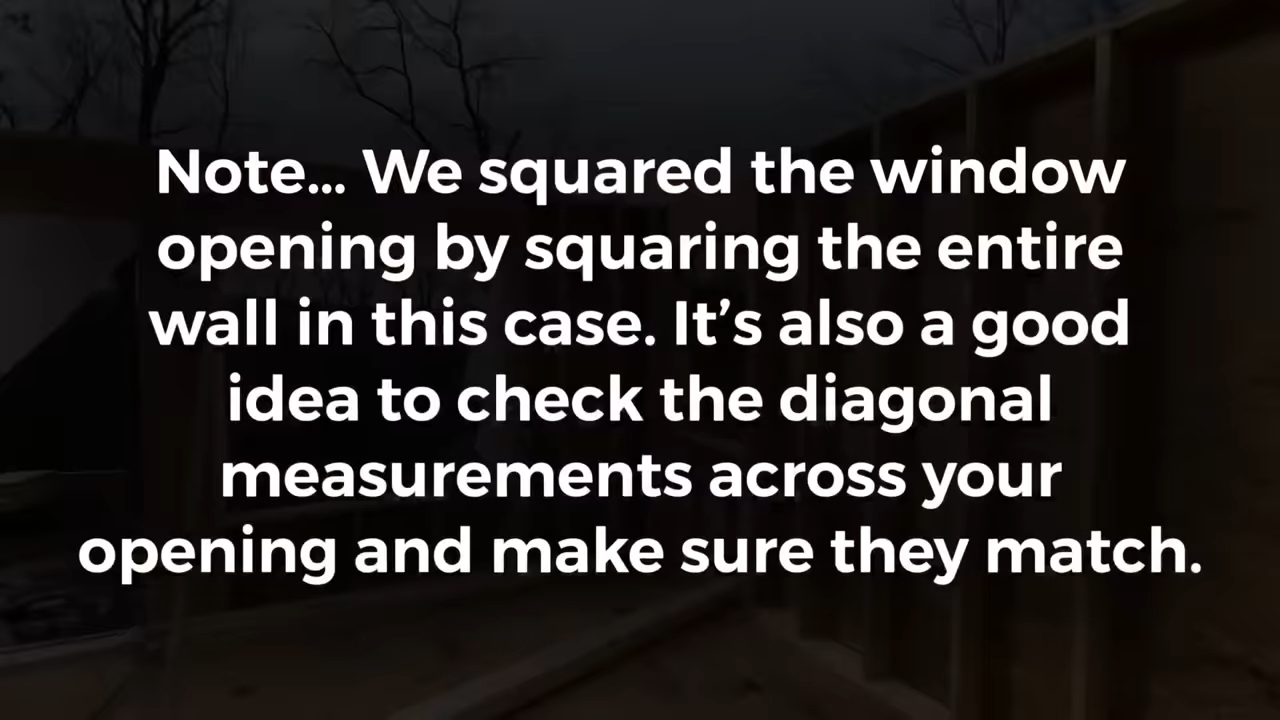 Note... We squared the window
opening by squaring the entire
wall in this case. It’s also a good
idea to check the diagonal
measurements across your
opening and make sure they match.